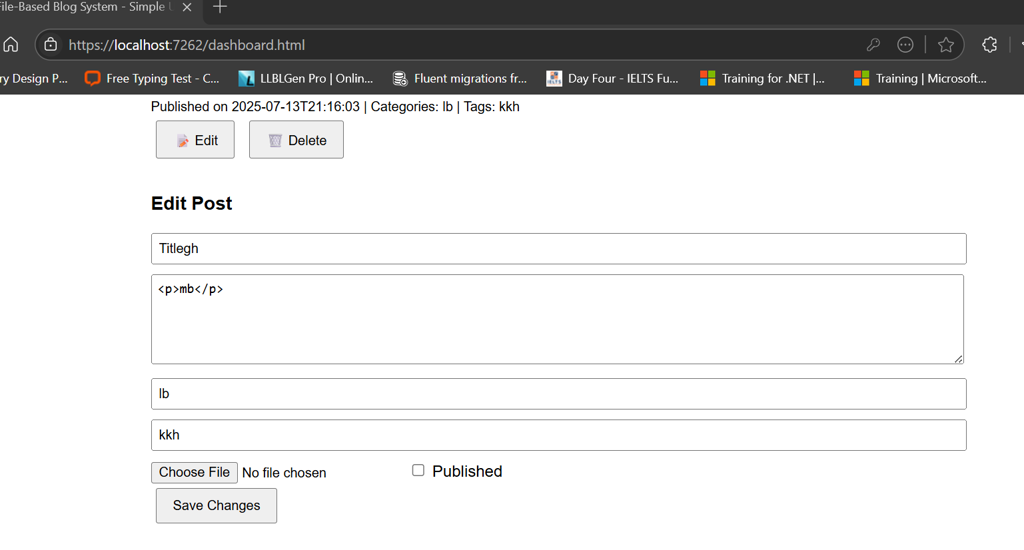 File-Based Blog System - Simple
https://localhost:7262/dashboard.html
ry Design P... Free Typing Test - C... LLBLGen Pro | Onlin... Fluent migrations fr... Day Four - IELTS Fu... Training for .NET |... Training | Microsoft...
Published on 2025-07-13T21:16:03 | Categories: lb | Tags: kkh
Edit Delete
Edit Post
Titlegh
<p>mb</p>
lb
kkh
Choose File No file chosen Published
Save Changes